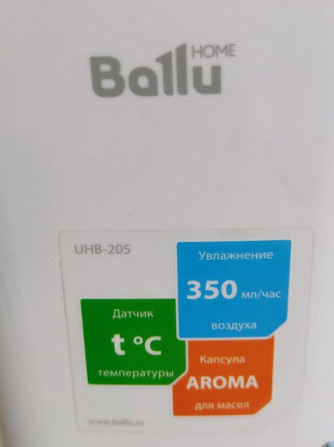 HOME
Ballu
UHB-205
Увлажнение
350 мл/час
воздуха
Датчик
t °C
температуры
Капсула
AROMA
для масел
www.ballu.ru